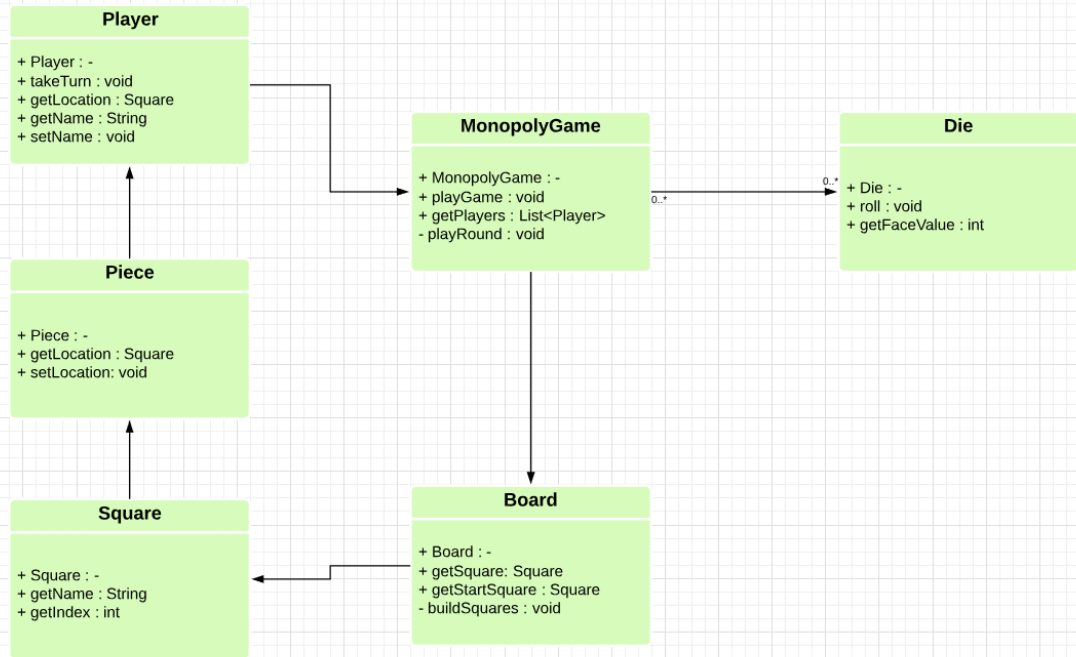 Player
+ Player : -
+ takeTurn : void
+ getLocation : Square
+ getName : String
+ setName : void
MonopolyGame
+ MonopolyGame : -
+ playGame : void
+ getPlayers : List<Player>
- playRound : void
0..*
0..*
Die
+ Die : -
+ roll : void
+ getFaceValue : int
Piece
+ Piece : -
+ getLocation : Square
+ setLocation: void
Square
+ Square : -
+ getName : String
+ getIndex : int
Board
+ Board : -
+ getSquare: Square
+ getStartSquare : Square
- buildSquares : void